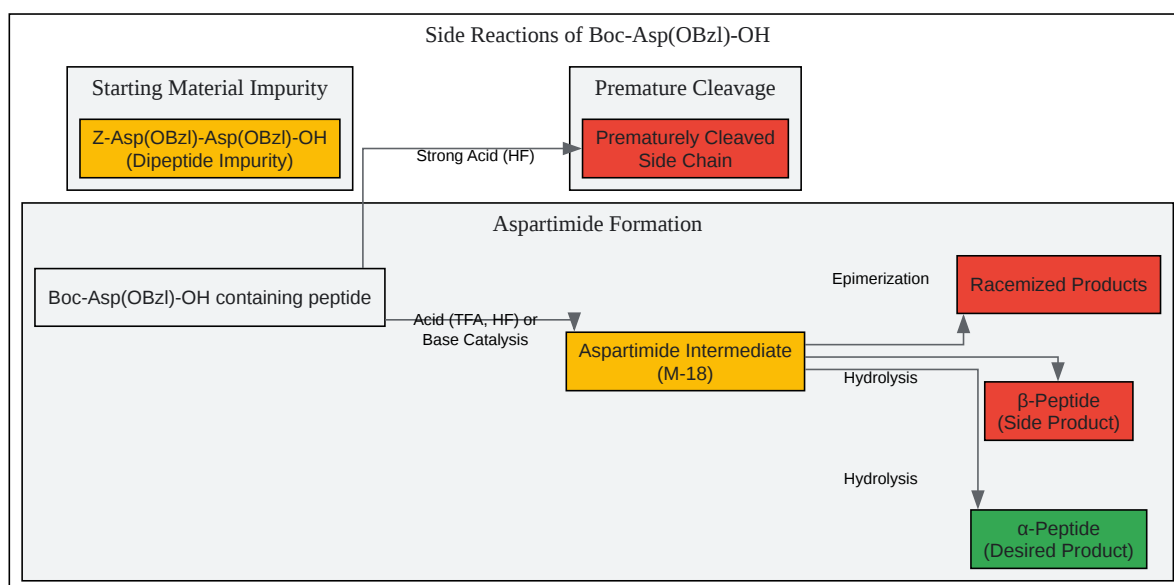 Side Reactions of Boc-Asp(OBzl)-OH
Starting Material Impurity
Z-Asp(OBzl)-Asp(OBzl)-OH
(Dipeptide Impurity)
Premature Cleavage
Prematurely Cleaved
Side Chain
Strong Acid (HF)
Aspartimide Formation
Boc-Asp(OBzl)-OH containing peptide
Acid (TFA, HF) or
Base Catalysis
Aspartimide Intermediate
(M-18)
Epimerization
Racemized Products
Hydrolysis
β-Peptide
(Side Product)
Hydrolysis
α-Peptide
(Desired Product)